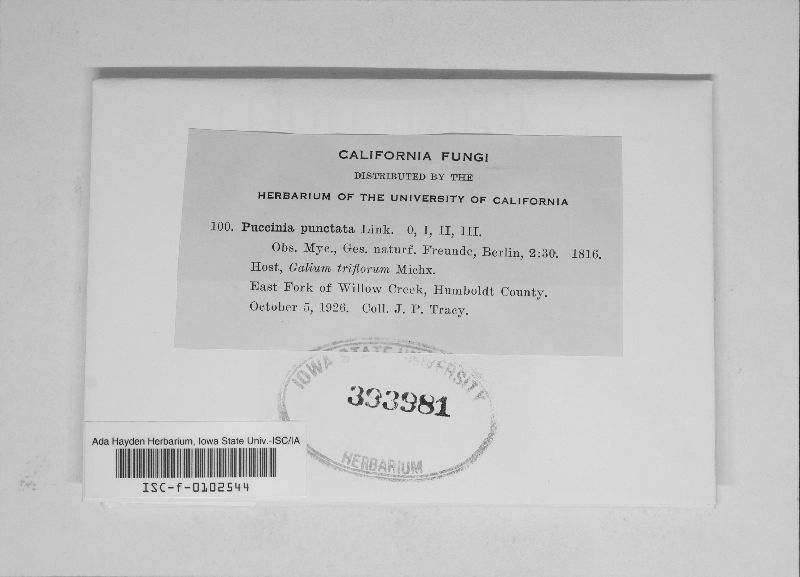 CALIFORNIA FUNGI
DISTRIBUTED BY THE
HERBARIUM OF THE UNIVERSITY OF CALIFORNIA
100. Puccinia punctata Link. 0, I, II, III.
Obs. Myc., Ges. naturf. Freunde, Berlin, 2:30. 1816.
Host, Galium triflorum Michx.
East Fork of Willow Creek, Humboldt County.
October 5, 1926. Coll. J. P. Tracy.
IOWA STATE UNIVERSITY
393981
HERBARIUM
Ada Hayden Herbarium, Iowa State Univ.-ISC/IA
ISC-f-0102544